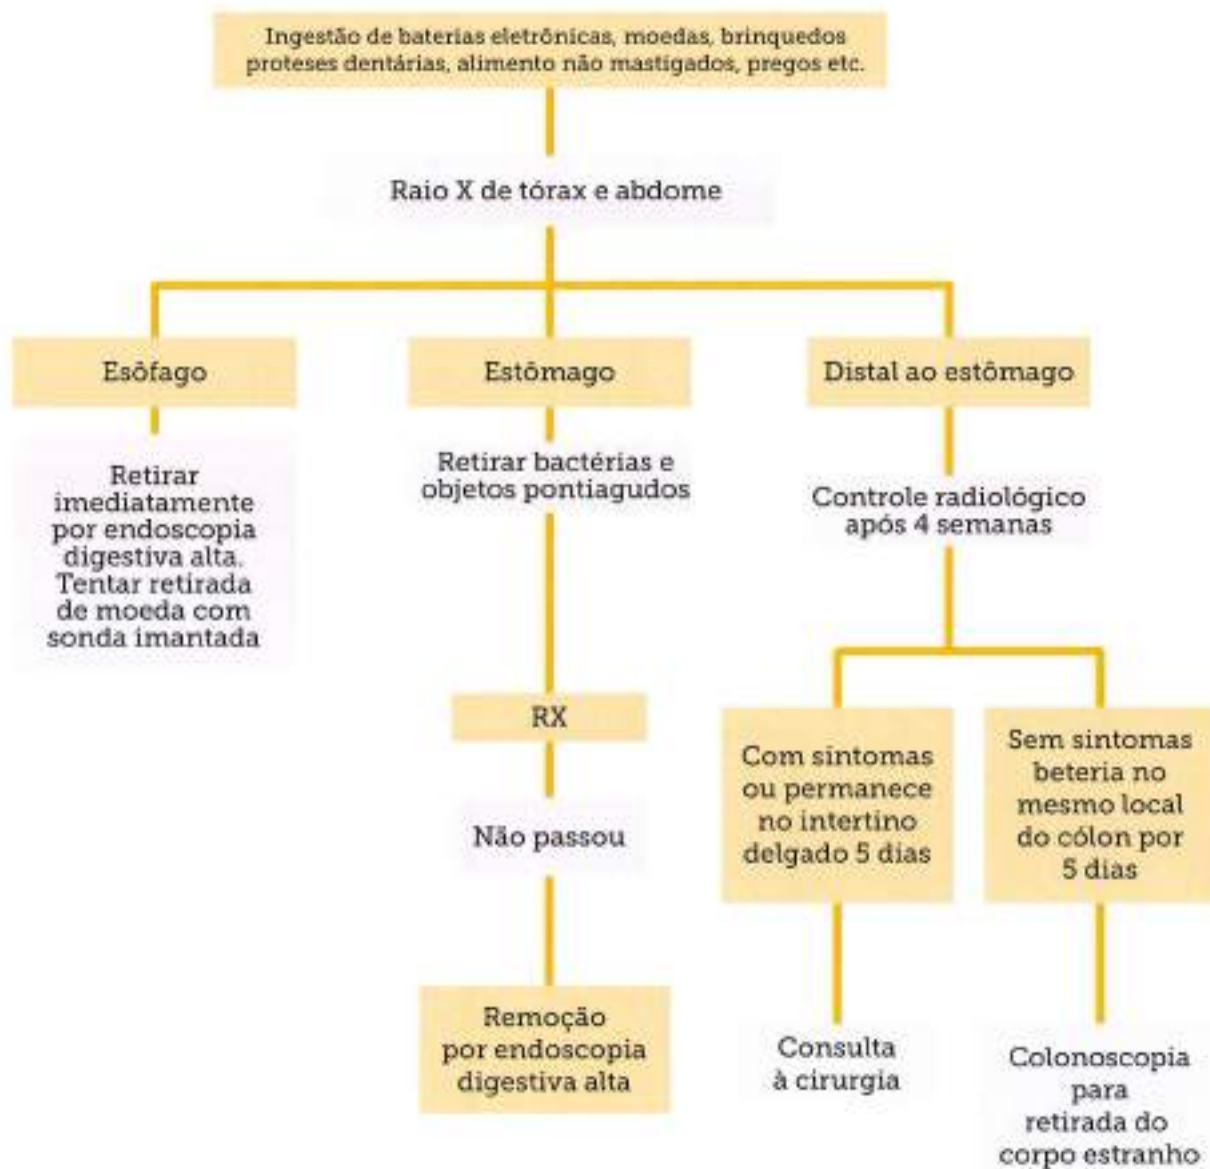 Ingestão de baterias eletrônicas, moedas, brinquedos
proteses dentárias, alimento não mastigados, pregos etc.
Raio X de tórax e abdome
Esôfago
Retirar
imediatamente
por endoscopia
digestiva alta.
Tentar retirada
de moeda com
sonda imantada
Estômago
Retirar bactérias e
objetos pontiagudos
RX
Não passou
Remoção
por endoscopia
digestiva alta
Distal ao estômago
Controle radiológico
após 4 semanas
Com sintomas
ou permanece
no intertino
delgado 5 dias
Consulta
à cirurgia
Sem sintomas
beteria no
mesmo local
do cólon por
5 dias
Colonoscopia
para
retirada do
corpo estranho